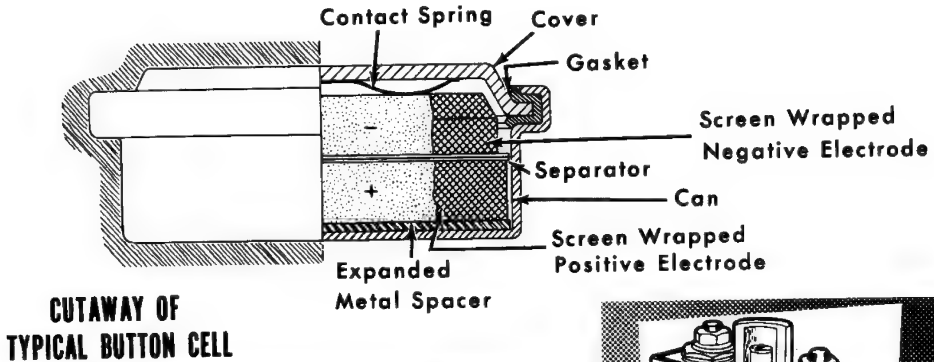 Contact Spring
Cover
Gasket
Screen Wrapped
Negative Electrode
−
Separator
+
Can
Screen Wrapped
Positive Electrode
Expanded
Metal Spacer
CUTAWAY OF
TYPICAL BUTTON CELL